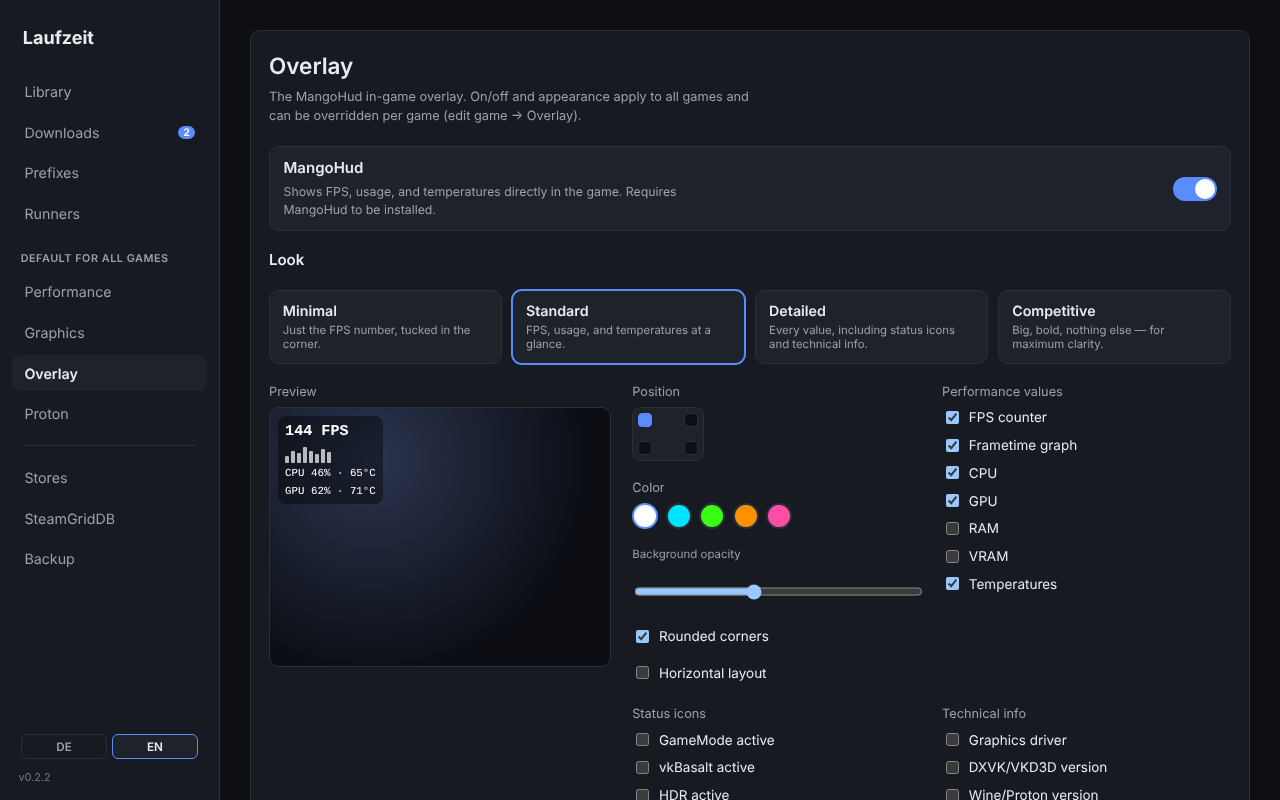 Laufzeit
Library
Downloads
2
Prefixes
Runners
DEFAULT FOR ALL GAMES
Performance
Graphics
Overlay
Proton
Stores
SteamGridDB
Backup
DE
EN
v0.2.2
Overlay
The MangoHud in-game overlay. On/off and appearance apply to all games and
can be overridden per game (edit game → Overlay).
MangoHud
Shows FPS, usage, and temperatures directly in the game. Requires
MangoHud to be installed.
Look
Minimal
Just the FPS number, tucked in the
corner.
Standard
FPS, usage, and temperatures at a
glance.
Detailed
Every value, including status icons
and technical info.
Competitive
Big, bold, nothing else — for
maximum clarity.
Preview
144 FPS
CPU 46% · 65°C
GPU 62% · 71°C
Position
Color
Background opacity
Rounded corners
Horizontal layout
Performance values
FPS counter
Frametime graph
CPU
GPU
RAM
VRAM
Temperatures
Status icons
GameMode active
vkBasalt active
HDR active
Technical info
Graphics driver
DXVK/VKD3D version
Wine/Proton version